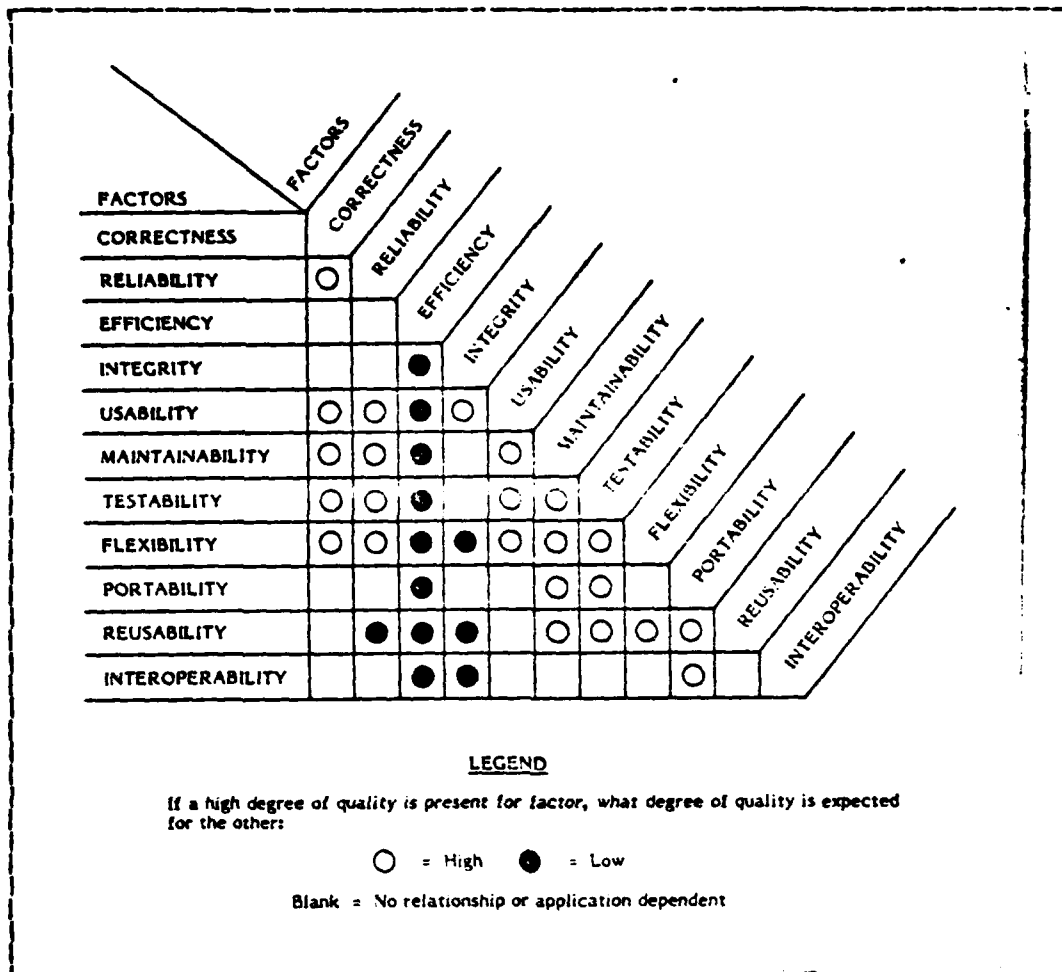 FACTORS
CORRECTNESS
RELIABILITY
EFFICIENCY
INTEGRITY
USABILITY
MAINTAINABILITY
TESTABILITY
FLEXIBILITY
PORTABILITY
REUSABILITY
INTEROPERABILITY
FACTORS
CORRECTNESS
RELIABILITY
EFFICIENCY
INTEGRITY
USABILITY
MAINTAINABILITY
TESTABILITY
FLEXIBILITY
PORTABILITY
REUSABILITY
INTEROPERABILITY
LEGEND
If a high degree of quality is present for factor, what degree of quality is expected
for the other:
= High = Low
Blank = No relationship or application dependent